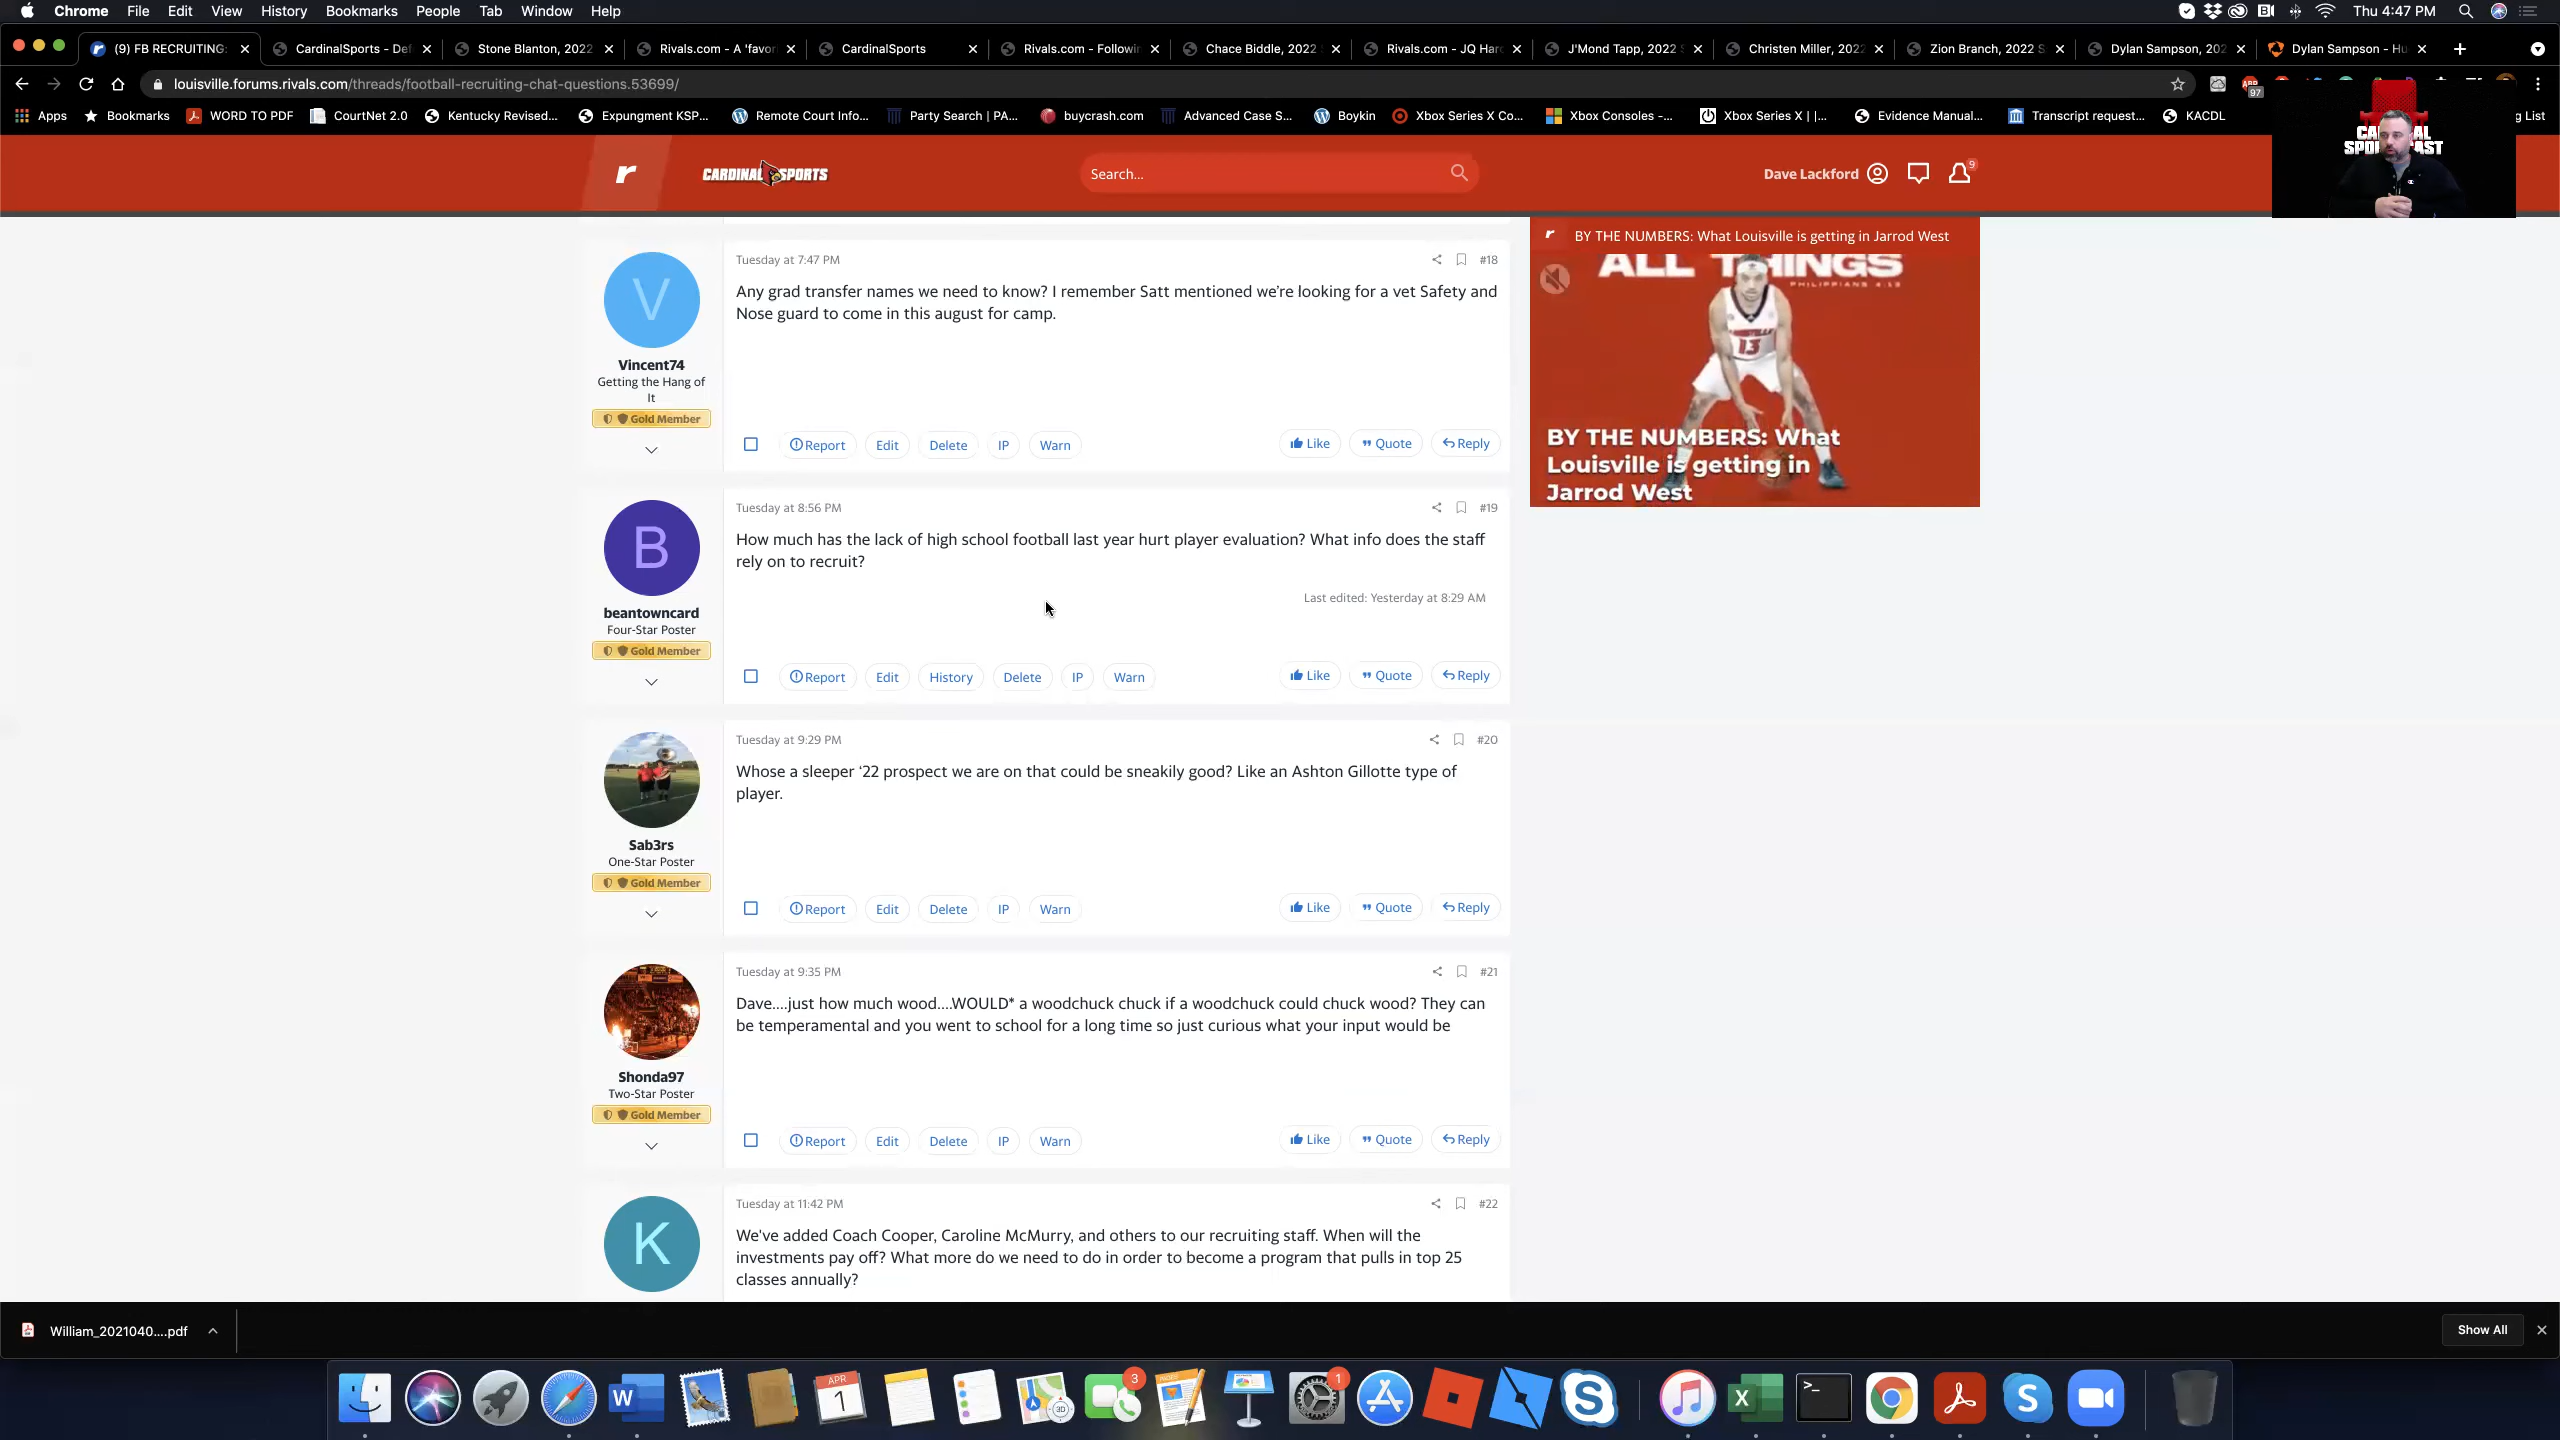 Chrome File Edit View History Bookmarks People Tab Window Help
Thu 4:47 PM
(9) FB RECRUITING:
CardinalSports - Def
Stone Blanton, 2022
Rivals.com - A 'favor
CardinalSports
Rivals.com - Followin
Chace Biddle, 2022
Rivals.com - JQ Har
J'Mond Tapp, 2022
Christen Miller, 2022
Zion Branch, 2022 S
Dylan Sampson, 202
Dylan Sampson - Hu
louisville.forums.rivals.com/threads/football-recruiting-chat-questions.53699/
97
Apps
Bookmarks
WORD TO PDF
CourtNet 2.0
Kentucky Revised...
Expungment KSP...
Remote Court Info...
Party Search | PA...
buycrash.com
Advanced Case S...
Boykin
Xbox Series X Co...
Xbox Consoles -...
Xbox Series X | |...
Evidence Manual...
Transcript request...
KACDL
g List
r
CARDINAL SPORTS
Search...
Dave Lackford
9
Tuesday at 7:47 PM
#18
Any grad transfer names we need to know? I remember Satt mentioned we're looking for a vet Safety and
Nose guard to come in this august for camp.
V
Vincent74
Getting the Hang of
It
Gold Member
Report Edit Delete IP Warn
Like Quote Reply
BY THE NUMBERS: What Louisville is getting in Jarrod West
ALL THINGS
PHILIPPIANS 4:13
13
BY THE NUMBERS: What
Louisville is getting in
Jarrod West
Tuesday at 8:56 PM
#19
How much has the lack of high school football last year hurt player evaluation? What info does the staff
rely on to recruit?
Last edited: Yesterday at 8:29 AM
B
beantowncard
Four-Star Poster
Gold Member
Report Edit History Delete IP Warn
Like Quote Reply
Tuesday at 9:29 PM
#20
Whose a sleeper '22 prospect we are on that could be sneakily good? Like an Ashton Gillotte type of
player.
Sab3rs
One-Star Poster
Gold Member
Report Edit Delete IP Warn
Like Quote Reply
Tuesday at 9:35 PM
#21
Dave....just how much wood....WOULD* a woodchuck chuck if a woodchuck could chuck wood? They can
be temperamental and you went to school for a long time so just curious what your input would be
Shonda97
Two-Star Poster
Gold Member
Report Edit Delete IP Warn
Like Quote Reply
Tuesday at 11:42 PM
#22
We've added Coach Cooper, Caroline McMurry, and others to our recruiting staff. When will the
investments pay off? What more do we need to do in order to become a program that pulls in top 25
classes annually?
K
William_2021040....pdf
Show All
W
APR
1
3D
3
1
X
>_
S